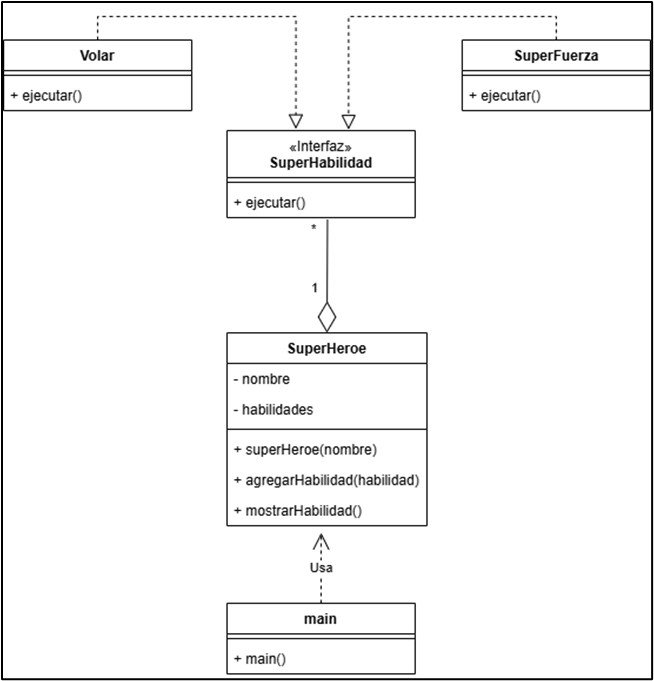 Volar
+ ejecutar()
SuperFuerza
+ ejecutar()
«Interfaz»
SuperHabilidad
+ ejecutar()
*
1
SuperHeroe
- nombre
- habilidades
+ superHeroe(nombre)
+ agregarHabilidad(habilidad)
+ mostrarHabilidad()
Usa
main
+ main()